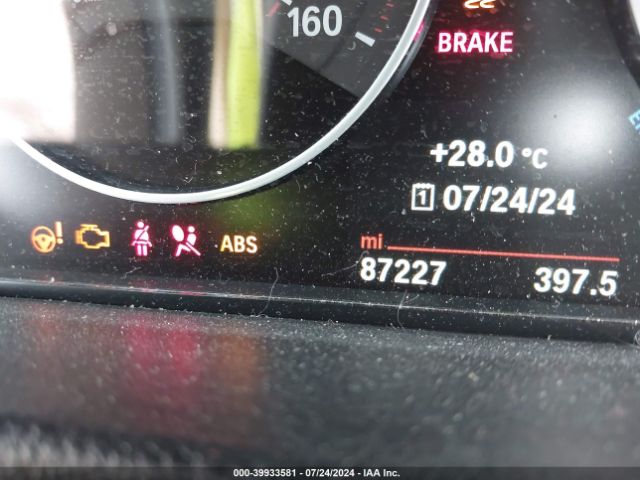 160
BRAKE
+28.0 °C
1 07/24/24
ABS
mi
87227 397.5
E
000-39933581 - 07/24/2024 - IAA Inc.